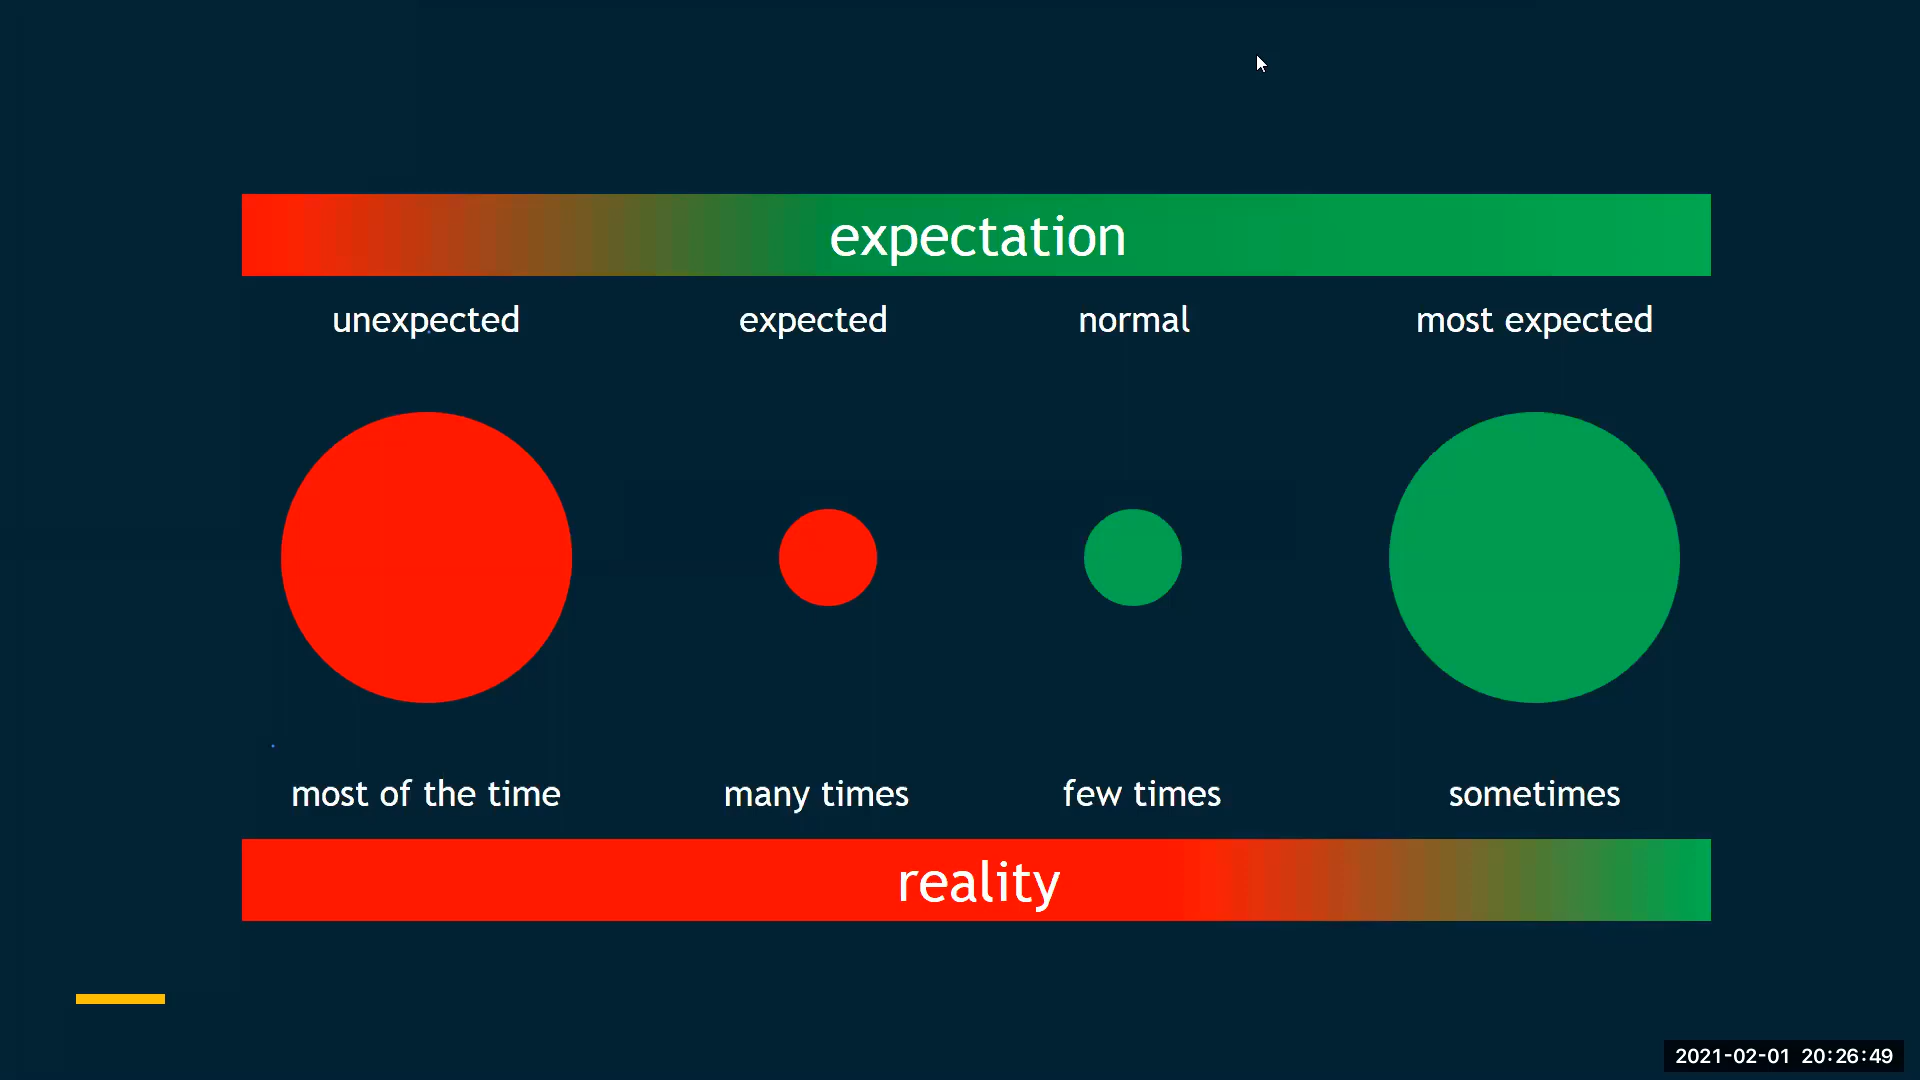 expectation
unexpected expected normal most expected
most of the time many times few times sometimes
reality
2021-02-01 20:26:49